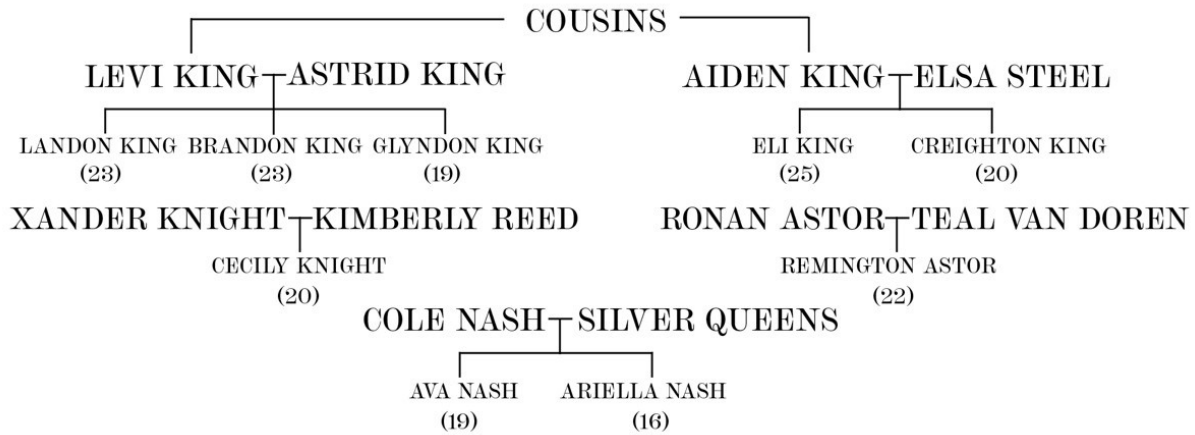 COUSINS
LEVI KING ASTRID KING AIDEN KING ELSA STEEL
LANDON KING BRANDON KING GLYNDON KING ELI KING CREIGHTON KING
(23) (23) (19) (25) (20)
XANDER KNIGHT KIMBERLY REED RONAN ASTOR TEAL VAN DOREN
CECILY KNIGHT REMINGTON ASTOR
(20) (22)
COLE NASH SILVER QUEENS
AVA NASH ARIELLA NASH
(19) (16)